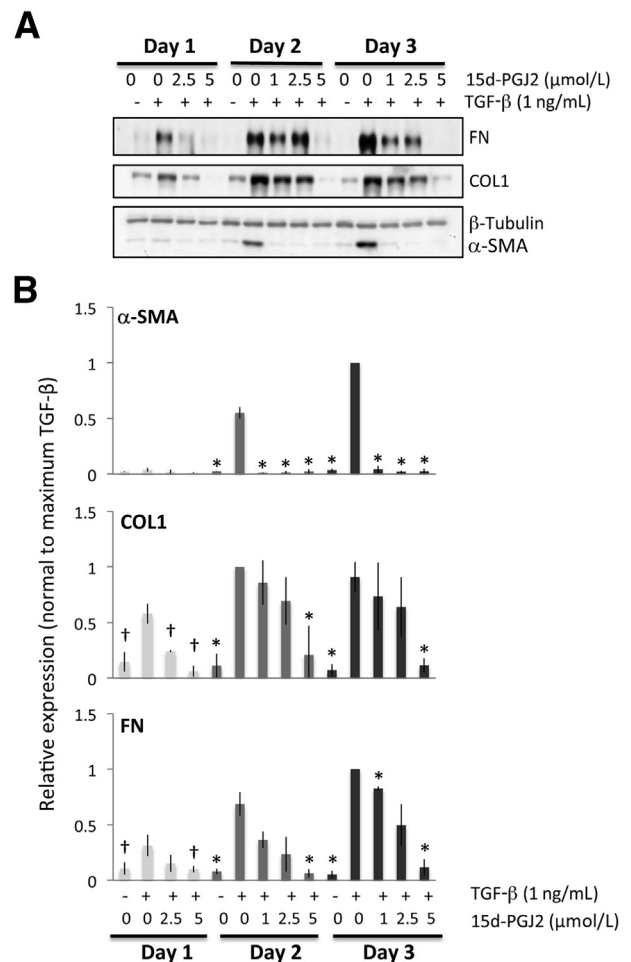 A
Day 1 Day 2 Day 3
0 0 2.5 5 0 0 1 2.5 5 0 0 1 2.5 5 15d-PGJ2 (μmol/L)
- + + + - + + + + - + + + + TGF-β (1 ng/mL)
FN
COL1
β-Tubulin
α-SMA
B
Relative expression (normal to maximum TGF-β)
1.5
α-SMA
1
0.5
* * * * * * * *
0
1.5
COL1
1
0.5
† † † * * * *
0
1.5
FN
1
*
0.5
† † * * * *
0
- + + + - + + + + - + + + + TGF-β (1 ng/mL)
0 0 2.5 5 0 0 1 2.5 5 0 0 1 2.5 5 15d-PGJ2 (μmol/L)
Day 1 Day 2 Day 3